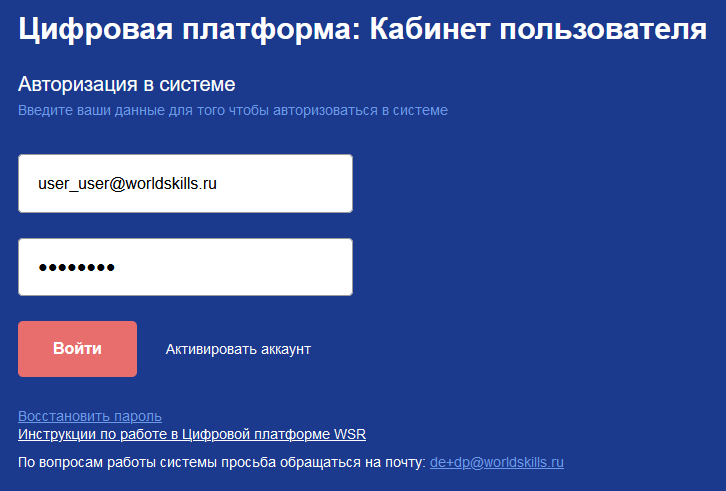 Цифровая платформа: Кабинет пользователя
Авторизация в системе
Введите ваши данные для того чтобы авторизоваться в системе
user_user@worldskills.ru
••••••••
Войти
Активировать аккаунт
Восстановить пароль
Инструкции по работе в Цифровой платформе WSR
По вопросам работы системы просьба обращаться на почту: de+dp@worldskills.ru